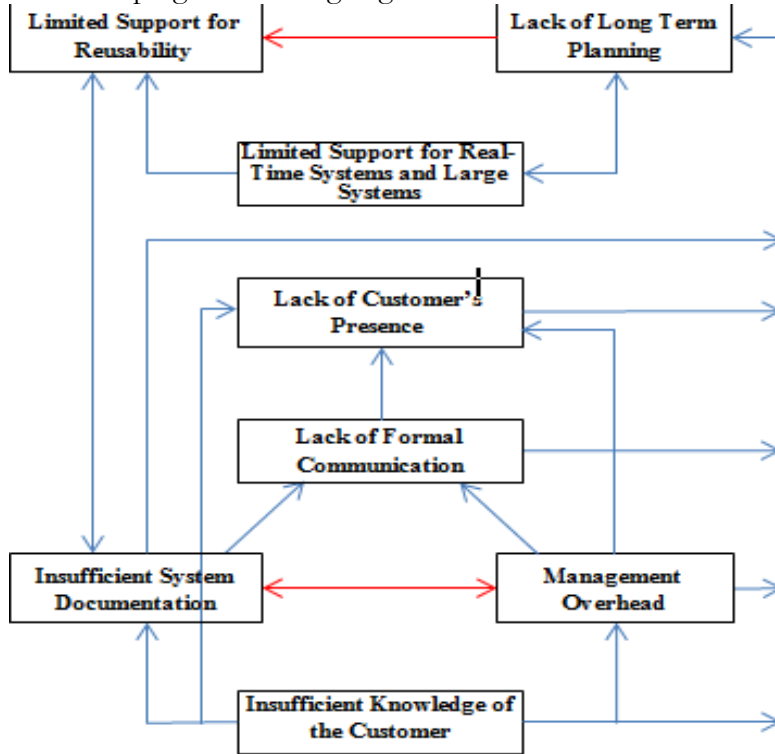 Limited Support for
Reusability
Lack of Long Term
Planning
Limited Support for Real-
Time Systems and Large
Systems
Lack of Customer's
Presence
Lack of Formal
Communication
Insufficient System
Documentation
Management
Overhead
Insufficient Knowledge of
the Customer